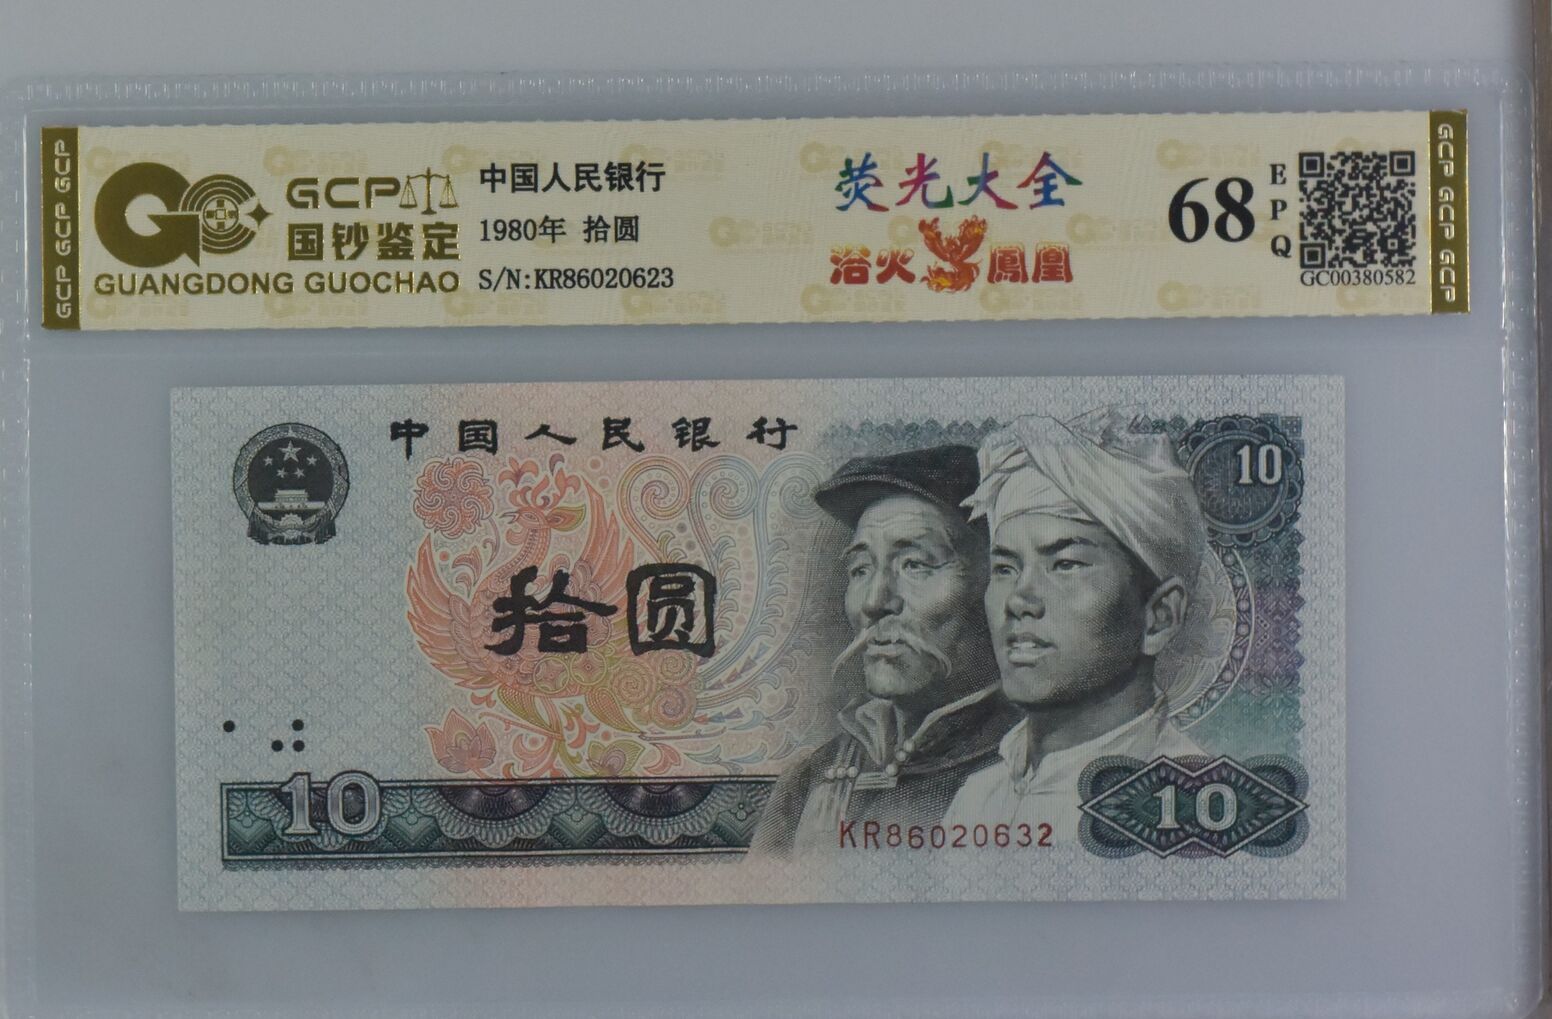 GCP
国钞鉴定
GUANGDONG GUOCHAO
中国人民银行
1980年 拾圆
S/N:KR86020623
荧光大全
浴火鳳凰
68
EPQ
GC00380582
GCP GCP GCP
GCP GCP GCP
中国人民银行
10
拾圆
10
KR86020632
10